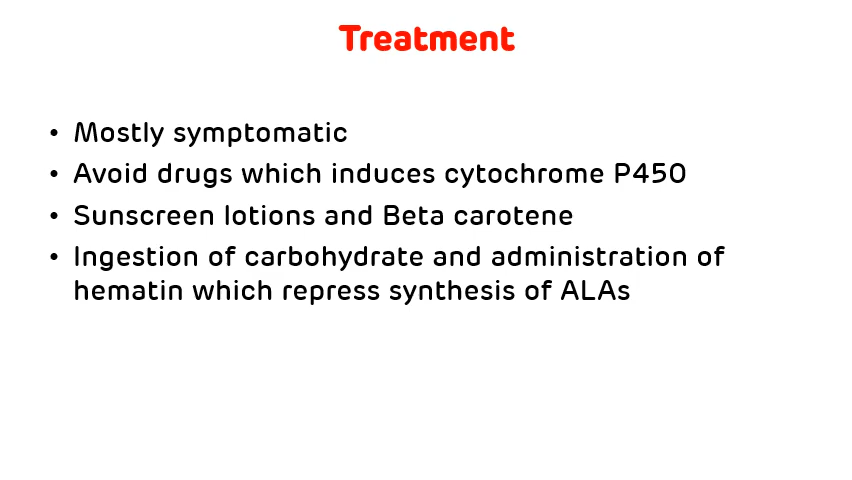 Treatment
• Mostly symptomatic
• Avoid drugs which induces cytochrome P450
• Sunscreen lotions and Beta carotene
• Ingestion of carbohydrate and administration of
hematin which repress synthesis of ALAs